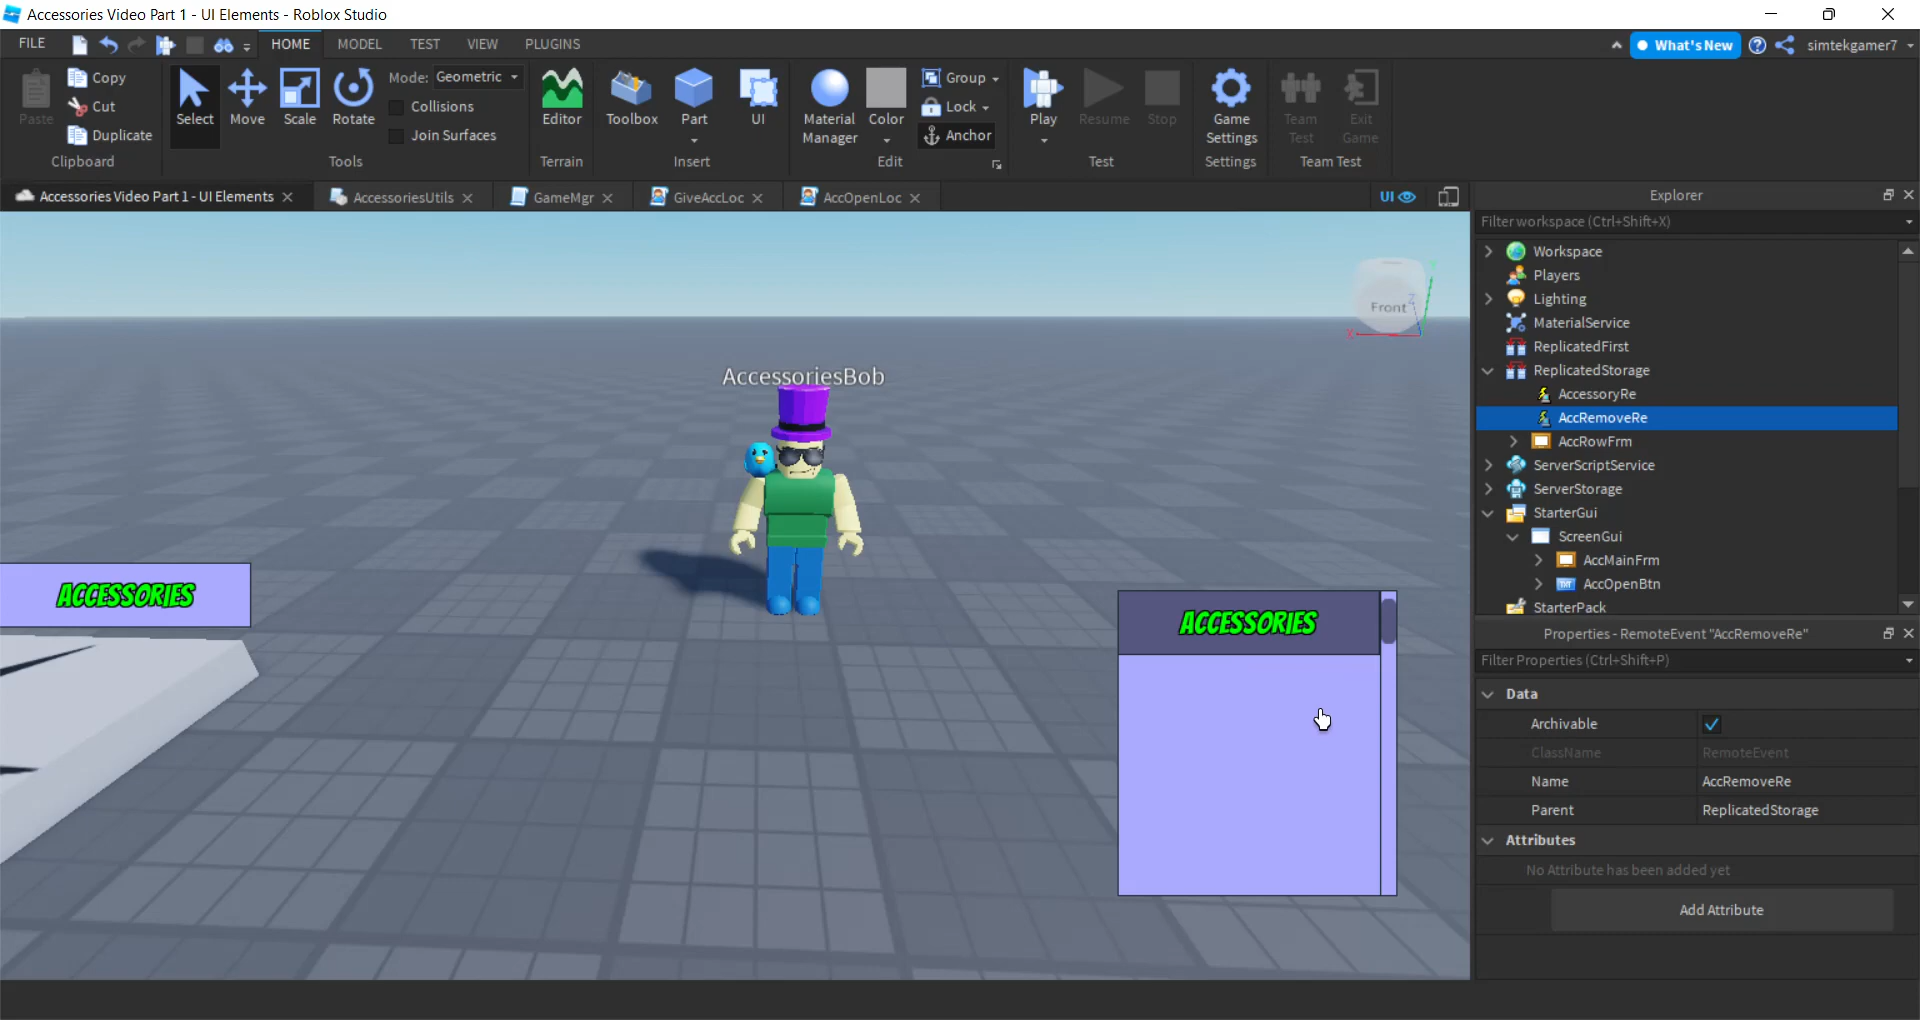 Accessories Video Part 1 - UI Elements - Roblox Studio
FILE
HOME
MODEL
TEST
VIEW
PLUGINS
What's New
simtekgamer7
Paste
Copy
Cut
Duplicate
Clipboard
Select
Move
Scale
Rotate
Mode:
Geometric
Collisions
Join Surfaces
Tools
Editor
Terrain
Toolbox
Part
UI
Insert
Material
Manager
Color
Group
Lock
Anchor
Edit
Play
Resume
Stop
Test
Game
Settings
Settings
Team
Test
Exit
Game
Team Test
Accessories Video Part 1 - UI Elements
AccessoriesUtils
GameMgr
GiveAccLoc
AccOpenLoc
UI
Front
Z
AccessoriesBob
ACCESSORIES
ACCESSORIES
Explorer
Filter workspace (Ctrl+Shift+X)
Workspace
Players
Lighting
MaterialService
ReplicatedFirst
ReplicatedStorage
AccessoryRe
AccRemoveRe
AccRowFrm
ServerScriptService
ServerStorage
StarterGui
ScreenGui
AccMainFrm
AccOpenBtn
StarterPack
Properties - RemoteEvent "AccRemoveRe"
Filter Properties (Ctrl+Shift+P)
Data
Archivable
ClassName RemoteEvent
Name AccRemoveRe
Parent ReplicatedStorage
Attributes
No Attribute has been added yet
Add Attribute